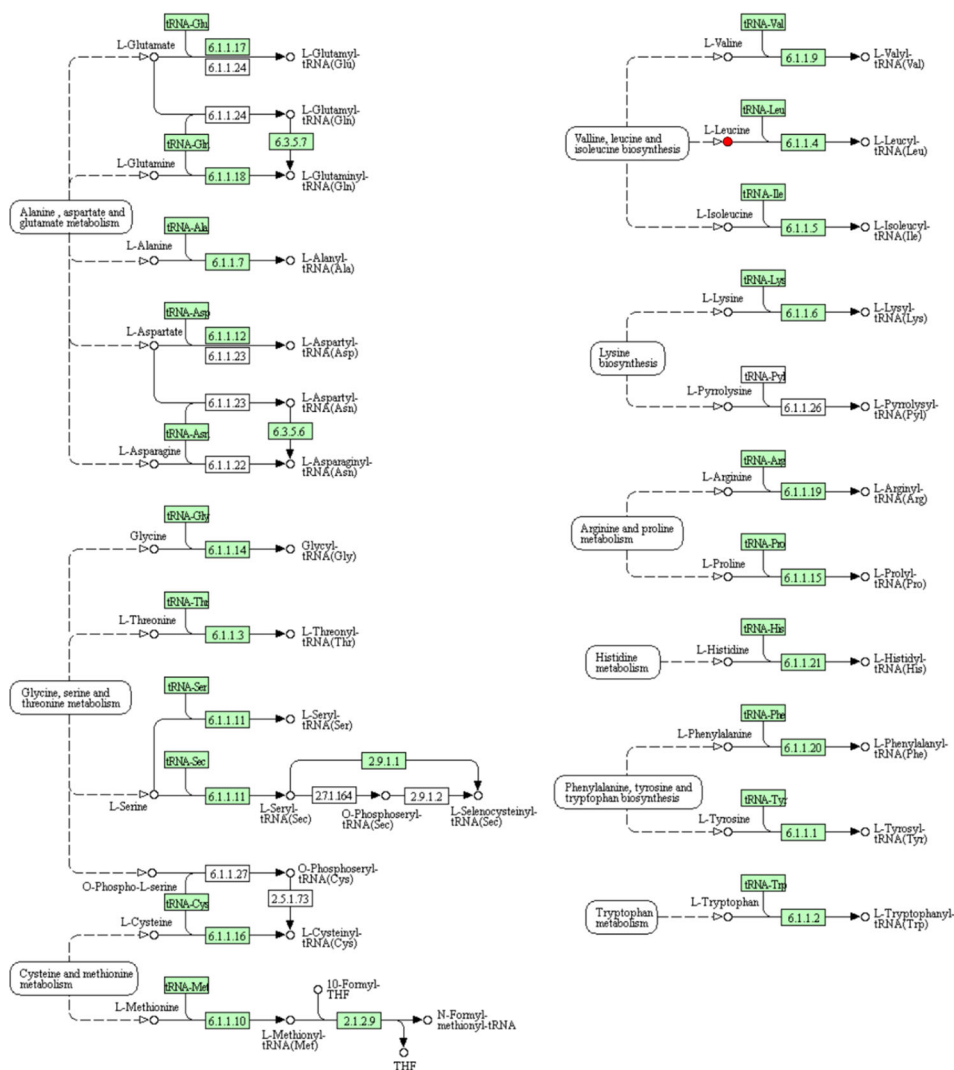 tRNA-Glu
L-Glutamate
6.1.1.17
6.1.1.24
L-Glutamyl-
tRNA(Glu)
6.1.1.24
L-Glutamyl-
tRNA(Gln)
tRNA-Gln
6.3.5.7
L-Glutamine
6.1.1.18
L-Glutaminyl-
tRNA(Gln)
Alanine , aspartate and
glutamate metabolism
tRNA-Ala
L-Alanine
6.1.1.7
L-Alanyl-
tRNA(Ala)
tRNA-Asp
L-Aspartate
6.1.1.12
6.1.1.23
L-Aspartyl-
tRNA(Asp)
6.1.1.23
L-Aspartyl-
tRNA(Asn)
tRNA-Asn
6.3.5.6
L-Asparagine
6.1.1.22
L-Asparaginyl-
tRNA(Asn)
tRNA-Gly
Glycine
6.1.1.14
Glycyl-
tRNA(Gly)
tRNA-Thr
L-Threonine
6.1.1.3
L-Threonyl-
tRNA(Thr)
Glycine, serine and
threonine metabolism
tRNA-Ser
6.1.1.11
L-Seryl-
tRNA(Ser)
tRNA-Sec
L-Serine
6.1.1.11
L-Seryl-
tRNA(Sec)
2.9.1.1
2.7.1.164
O-Phosphoseryl-
tRNA(Sec)
2.9.1.2
L-Selenocysteinyl-
tRNA(Sec)
O-Phospho-L-serine
6.1.1.27
O-Phosphoseryl-
tRNA(Cys)
tRNA-Cys
2.5.1.73
L-Cysteine
6.1.1.16
L-Cysteinyl-
tRNA(Cys)
Cysteine and methionine
metabolism
tRNA-Met
L-Methionine
6.1.1.10
L-Methionyl-
tRNA(Met)
10-Formyl-
THF
2.1.2.9
N-Formyl-
methionyl-tRNA
THF
tRNA-Val
L-Valine
6.1.1.9
L-Valyl-
tRNA(Val)
Valline, leucine and
isoleucine biosynthesis
tRNA-Leu
L-Leucine
6.1.1.4
L-Leucyl-
tRNA(Leu)
tRNA-Ile
L-Isoleucine
6.1.1.5
L-Isoleucyl-
tRNA(Ile)
tRNA-Lys
L-Lysine
6.1.1.6
L-Lysyl-
tRNA(Lys)
Lysine
biosynthesis
tRNA-Pyl
L-Pyrrolysine
6.1.1.26
L-Pyrrolysyl-
tRNA(Pyl)
tRNA-Arg
L-Arginine
6.1.1.19
L-Arginyl-
tRNA(Arg)
Arginine and proline
metabolism
tRNA-Pro
L-Proline
6.1.1.15
L-Prolyl-
tRNA(Pro)
tRNA-His
Histidine
metabolism
L-Histidine
6.1.1.21
L-Histidyl-
tRNA(His)
tRNA-Phe
L-Phenylalanine
6.1.1.20
L-Phenylalanyl-
tRNA(Phe)
Phenylalanine, tyrosine and
tryptophan biosynthesis
tRNA-Tyr
L-Tyrosine
6.1.1.1
L-Tyrosyl-
tRNA(Tyr)
tRNA-Trp
Tryptophan
metabolism
L-Tryptophan
6.1.1.2
L-Tryptophanyl-
tRNA(Trp)